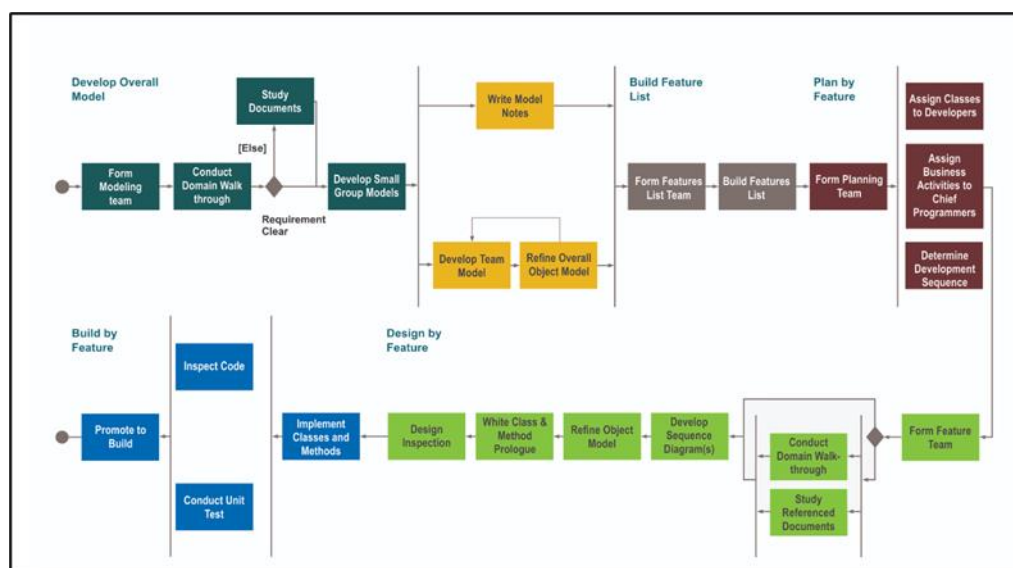 Develop Overall
Model
Study
Documents
[Else]
Form
Modeling
team
Conduct
Domain Walk
through
Requirement
Clear
Develop Small
Group Models
Write Model
Notes
Develop Team
Model
Refine Overall
Object Model
Build Feature
List
Form Features
List Team
Build Features
List
Plan by
Feature
Form Planning
Team
Assign Classes
to Developers
Assign
Business
Activities to
Chief
Programmers
Determine
Development
Sequence
Build by
Feature
Inspect Code
Promote to
Build
Conduct Unit
Test
Implement
Classes and
Methods
Design by
Feature
Design
Inspection
White Class &
Method
Prologue
Refine Object
Model
Develop
Sequence
Diagram(s)
Conduct
Domain Walk-
through
Study
Referenced
Documents
Form Feature
Team